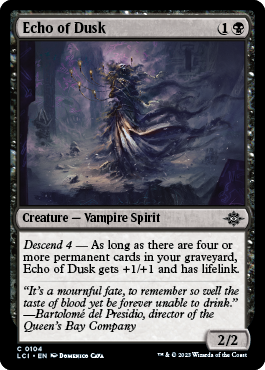 Echo of Dusk 1
Creature — Vampire Spirit
Descend 4 — As long as there are four or
more permanent cards in your graveyard,
Echo of Dusk gets +1/+1 and has lifelink.
“It’s a mournful fate, to remember so well the
taste of blood yet be forever unable to drink.”
—Bartolomé del Presidio, director of the
Queen’s Bay Company
2/2
C 0104
LCI • EN Domenico Cava
™ & © 2023 Wizards of the Coast